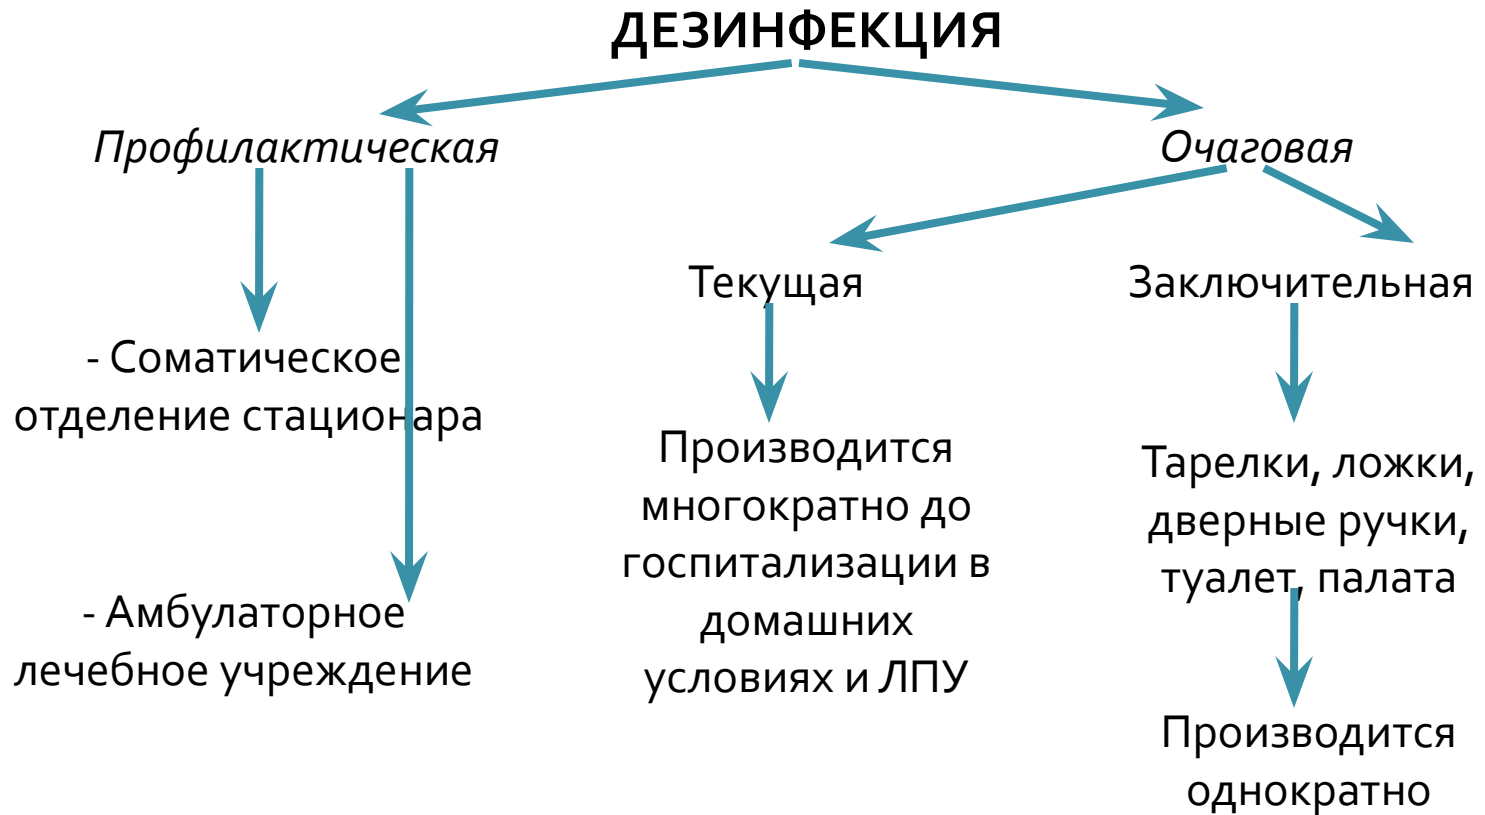 ДЕЗИНФЕКЦИЯ
Профилактическая
Очаговая
Текущая
Заключительная
- Соматическое
отделение стационара
- Амбулаторное
лечебное учреждение
Производится
многократно до
госпитализации в
домашних
условиях и ЛПУ
Тарелки, ложки,
дверные ручки,
туалет, палата
Производится
однократно